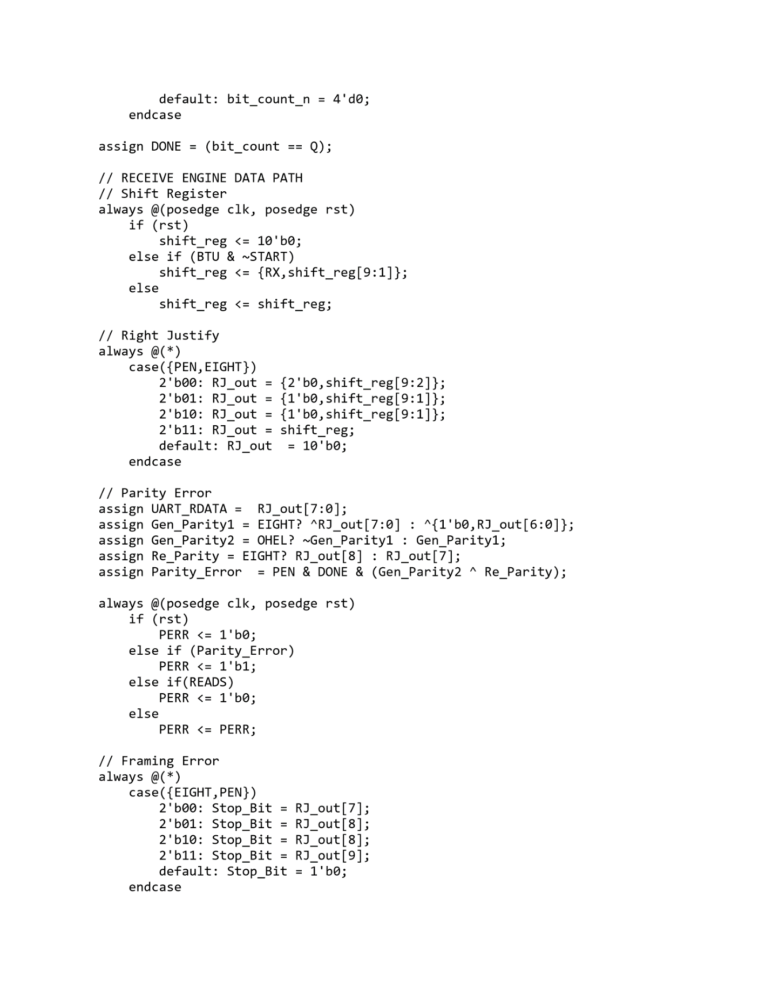 default: bit_count_n = 4'd0;
    endcase

assign DONE = (bit_count == Q);

// RECEIVE ENGINE DATA PATH
// Shift Register
always @(posedge clk, posedge rst)
    if (rst)
        shift_reg <= 10'b0;
    else if (BTU & ~START)
        shift_reg <= {RX,shift_reg[9:1]};
    else
        shift_reg <= shift_reg;

// Right Justify
always @(*)
    case({PEN,EIGHT})
        2'b00: RJ_out = {2'b0,shift_reg[9:2]};
        2'b01: RJ_out = {1'b0,shift_reg[9:1]};
        2'b10: RJ_out = {1'b0,shift_reg[9:1]};
        2'b11: RJ_out = shift_reg;
        default: RJ_out  = 10'b0;
    endcase

// Parity Error
assign UART_RDATA =  RJ_out[7:0];
assign Gen_Parity1 = EIGHT? ^RJ_out[7:0] : ^{1'b0,RJ_out[6:0]};
assign Gen_Parity2 = OHEL? ~Gen_Parity1 : Gen_Parity1;
assign Re_Parity = EIGHT? RJ_out[8] : RJ_out[7];
assign Parity_Error  = PEN & DONE & (Gen_Parity2 ^ Re_Parity);

always @(posedge clk, posedge rst)
    if (rst)
        PERR <= 1'b0;
    else if (Parity_Error)
        PERR <= 1'b1;
    else if(READS)
        PERR <= 1'b0;
    else
        PERR <= PERR;

// Framing Error
always @(*)
    case({EIGHT,PEN})
        2'b00: Stop_Bit = RJ_out[7];
        2'b01: Stop_Bit = RJ_out[8];
        2'b10: Stop_Bit = RJ_out[8];
        2'b11: Stop_Bit = RJ_out[9];
        default: Stop_Bit = 1'b0;
    endcase